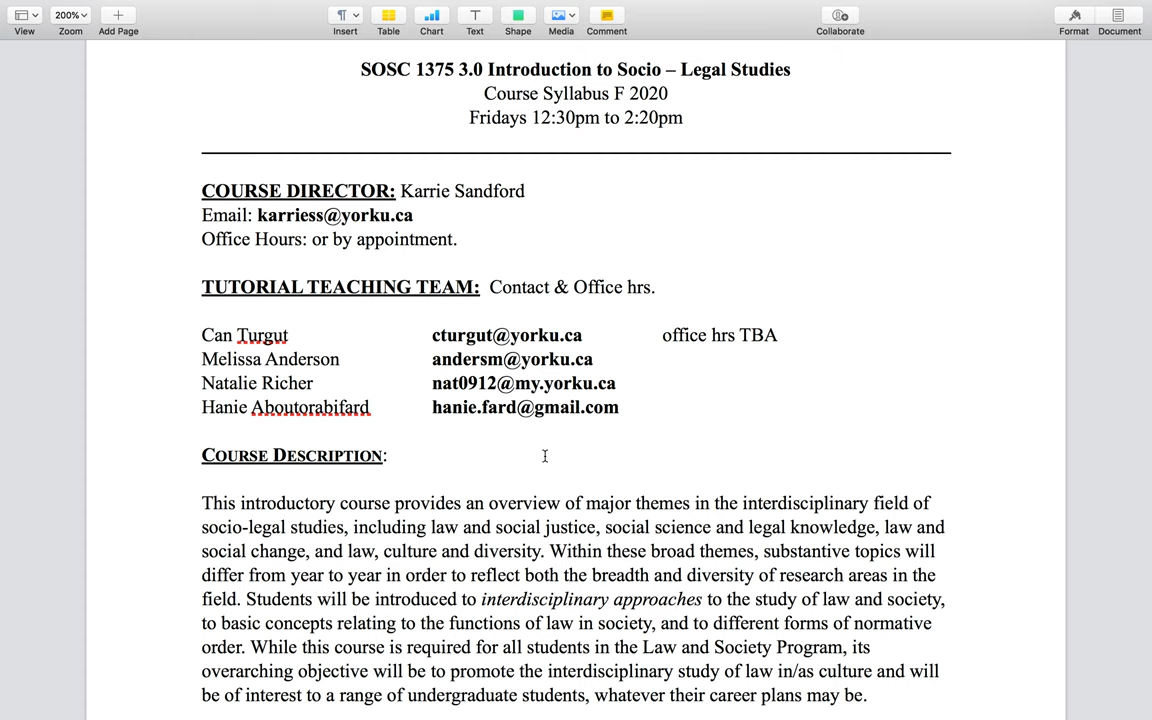 200%
View
Zoom
Add Page
Insert
Table
Chart
Text
Shape
Media
Comment
Collaborate
Format
Document
SOSC 1375 3.0 Introduction to Socio – Legal Studies
Course Syllabus F 2020
Fridays 12:30pm to 2:20pm
COURSE DIRECTOR: Karrie Sandford
Email: karriess@yorku.ca
Office Hours: or by appointment.
TUTORIAL TEACHING TEAM: Contact & Office hrs.
Can Turgut cturgut@yorku.ca office hrs TBA
Melissa Anderson andersm@yorku.ca
Natalie Richer nat0912@my.yorku.ca
Hanie Aboutorabifard hanie.fard@gmail.com
COURSE DESCRIPTION:
This introductory course provides an overview of major themes in the interdisciplinary field of
socio-legal studies, including law and social justice, social science and legal knowledge, law and
social change, and law, culture and diversity. Within these broad themes, substantive topics will
differ from year to year in order to reflect both the breadth and diversity of research areas in the
field. Students will be introduced to interdisciplinary approaches to the study of law and society,
to basic concepts relating to the functions of law in society, and to different forms of normative
order. While this course is required for all students in the Law and Society Program, its
overarching objective will be to promote the interdisciplinary study of law in/as culture and will
be of interest to a range of undergraduate students, whatever their career plans may be.